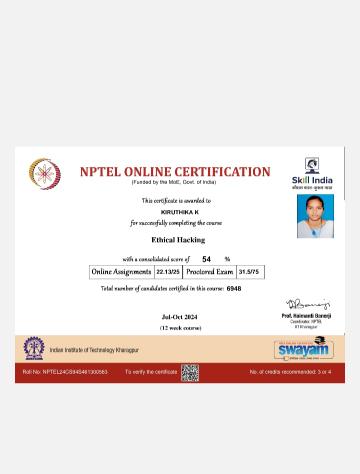 NPTEL ONLINE CERTIFICATION
(Funded by the MoE, Govt. of India)
Skill India
कौशल भारत - कुशल भारत
This certificate is awarded to
KIRUTHIKA K
for successfully completing the course
Ethical Hacking
with a consolidated score of 54 %
Online Assignments 22.13/25 Proctored Exam 31.5/75
Total number of candidates certified in this course: 6948
Prof. Haimanti Banerji
Coordinator, NPTEL
IIT Kharagpur
Jul-Oct 2024
(12 week course)
Indian Institute of Technology Kharagpur
swayam
Roll No: NPTEL24CS94S461300563 To verify the certificate No. of credits recommended: 3 or 4